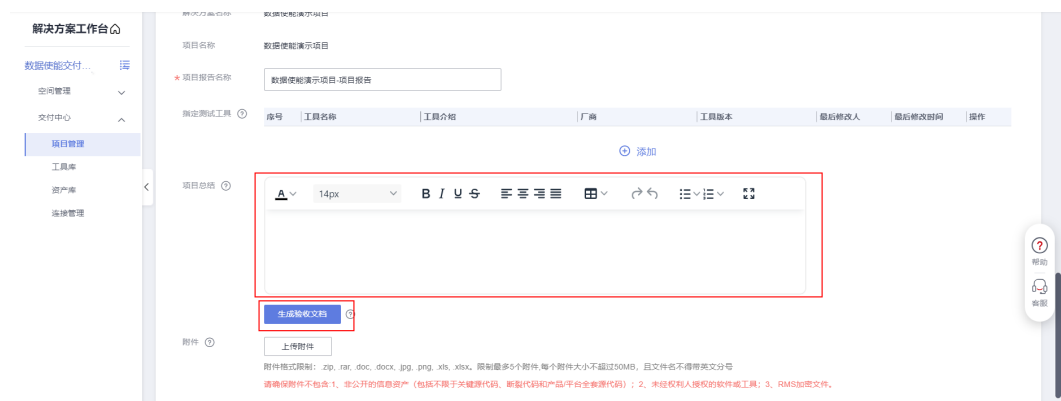 解决方案工作台
数据使能交付...
空间管理
交付中心
项目管理
工具库
资产库
连接管理
解决方案名称 数据使能演示项目
项目名称 数据使能演示项目
* 项目报告名称 数据使能演示项目-项目报告
指定测试工具 ?
序号 工具名称 工具介绍 厂商 工具版本 最后修改人 最后修改时间 操作
添加
项目总结 ?
A 14px B I U S
生成验收文档 ?
附件 ? 上传附件
附件格式限制: .zip, .rar, .doc, .docx, .jpg, .png, .xls, .xlsx。限制最多5个附件,每个附件大小不超过50MB，且文件名不得带英文分号
请确保附件不包含:1、非公开的信息资产（包括不限于关键源代码、断裂代码和产品/平台全套源代码）; 2、未经权利人授权的软件或工具; 3、RMS加密文件。
?
帮助
客服